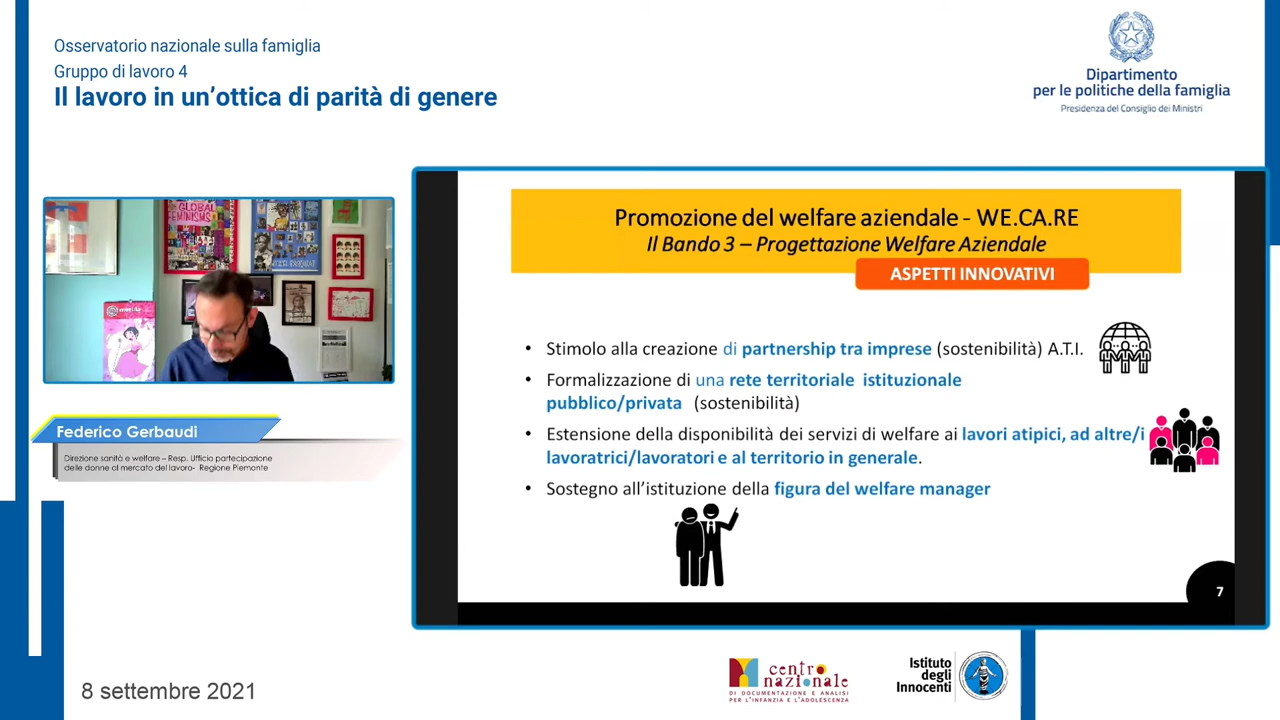 Osservatorio nazionale sulla famiglia
Gruppo di lavoro 4
Il lavoro in un’ottica di parità di genere
Dipartimento
per le politiche della famiglia
Presidenza del Consiglio dei Ministri
GLOBAL
FEMINISMS
Federico Gerbaudi
Direzione sanità e welfare – Resp. Ufficio partecipazione
delle donne al mercato del lavoro- Regione Piemonte
Promozione del welfare aziendale - WE.CA.RE
Il Bando 3 – Progettazione Welfare Aziendale
ASPETTI INNOVATIVI
• Stimolo alla creazione di partnership tra imprese (sostenibilità) A.T.I.
• Formalizzazione di una rete territoriale istituzionale
pubblico/privata (sostenibilità)
• Estensione della disponibilità dei servizi di welfare ai lavori atipici, ad altre/i
lavoratrici/lavoratori e al territorio in generale.
• Sostegno all’istituzione della figura del welfare manager
7
8 settembre 2021
centro
nazionale
DI DOCUMENTAZIONE E ANALISI
PER L'INFANZIA E L'ADOLESCENZA
Istituto
degli
Innocenti